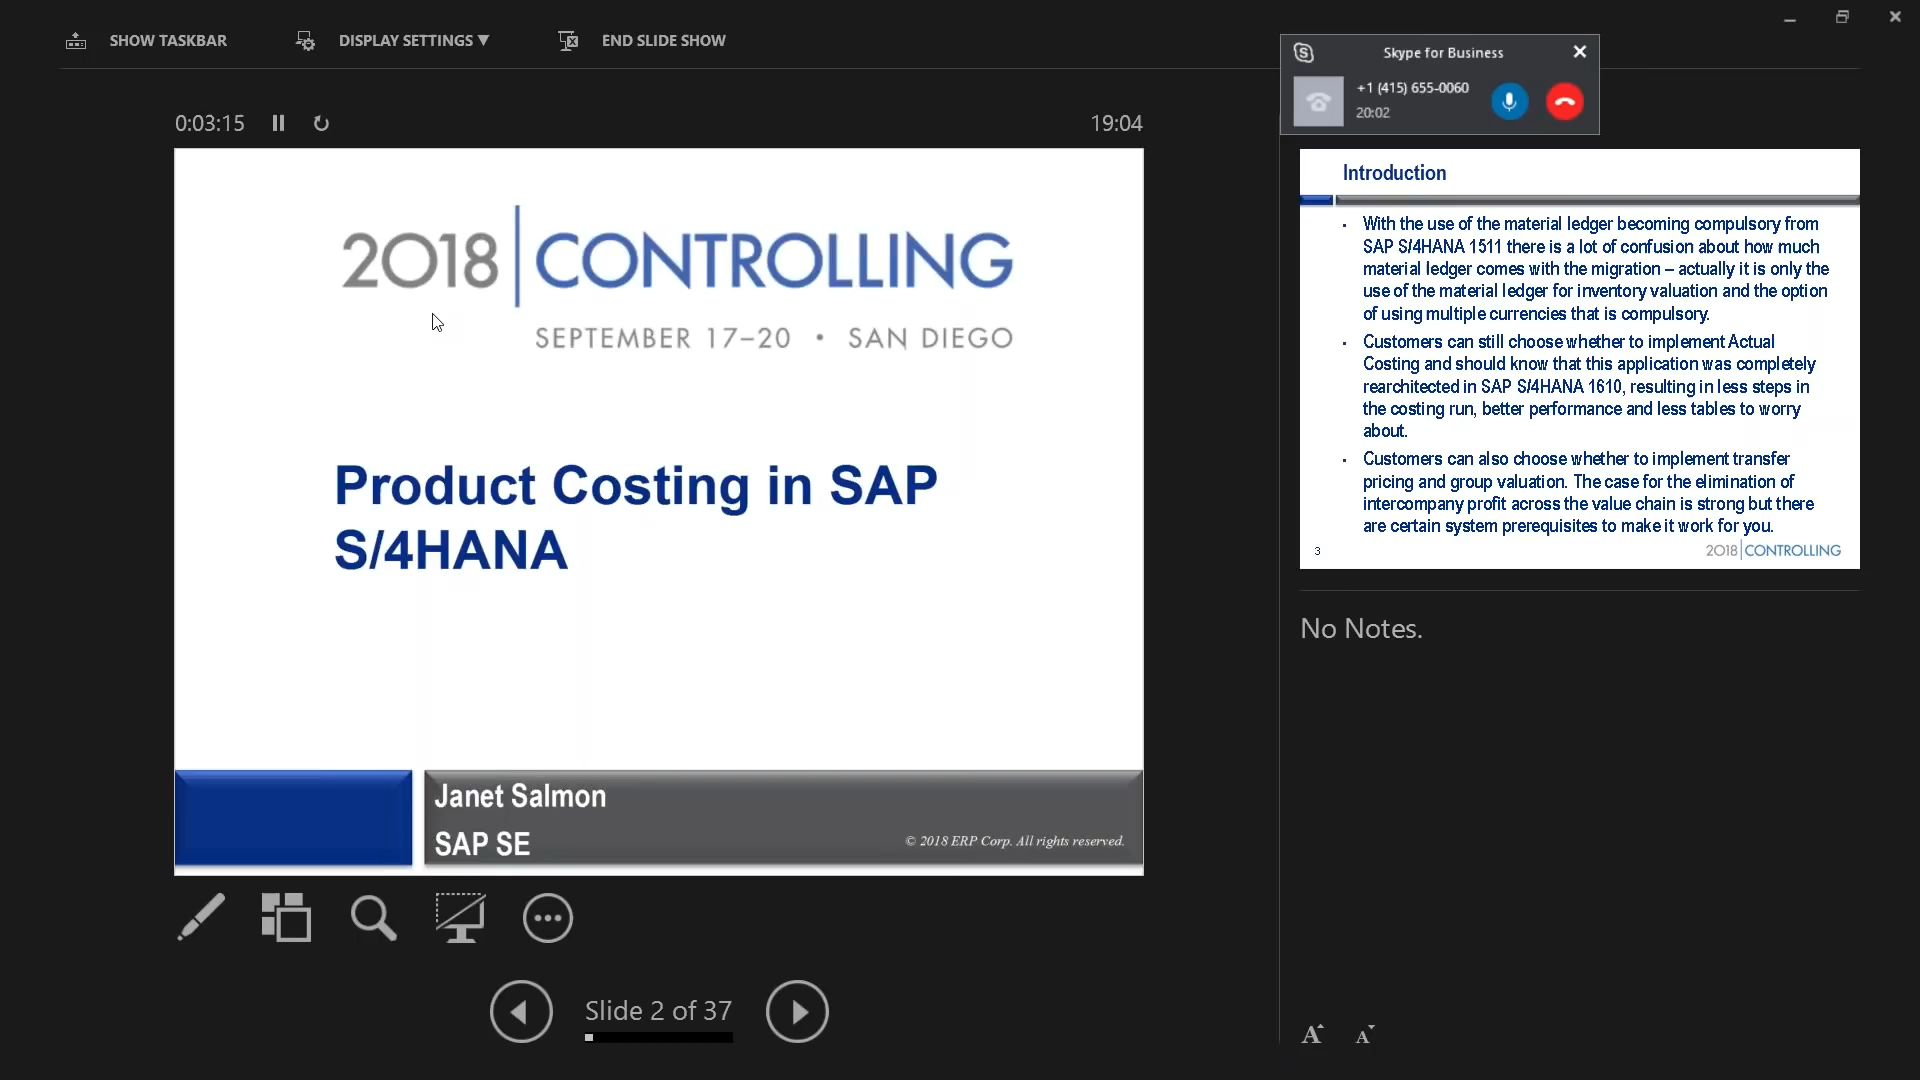 SHOW TASKBAR
DISPLAY SETTINGS ▼
END SLIDE SHOW
Skype for Business
+1 (415) 655-0060
20:02
0:03:15
19:04
2018 | CONTROLLING
SEPTEMBER 17–20 • SAN DIEGO
Product Costing in SAP
S/4HANA
Janet Salmon
SAP SE
© 2018 ERP Corp. All rights reserved.
Slide 2 of 37
Introduction
· With the use of the material ledger becoming compulsory from
SAP S/4HANA 1511 there is a lot of confusion about how much
material ledger comes with the migration – actually it is only the
use of the material ledger for inventory valuation and the option
of using multiple currencies that is compulsory.
· Customers can still choose whether to implement Actual
Costing and should know that this application was completely
rearchitected in SAP S/4HANA 1610, resulting in less steps in
the costing run, better performance and less tables to worry
about.
· Customers can also choose whether to implement transfer
pricing and group valuation. The case for the elimination of
intercompany profit across the value chain is strong but there
are certain system prerequisites to make it work for you.
3
2018 | CONTROLLING
No Notes.
A A